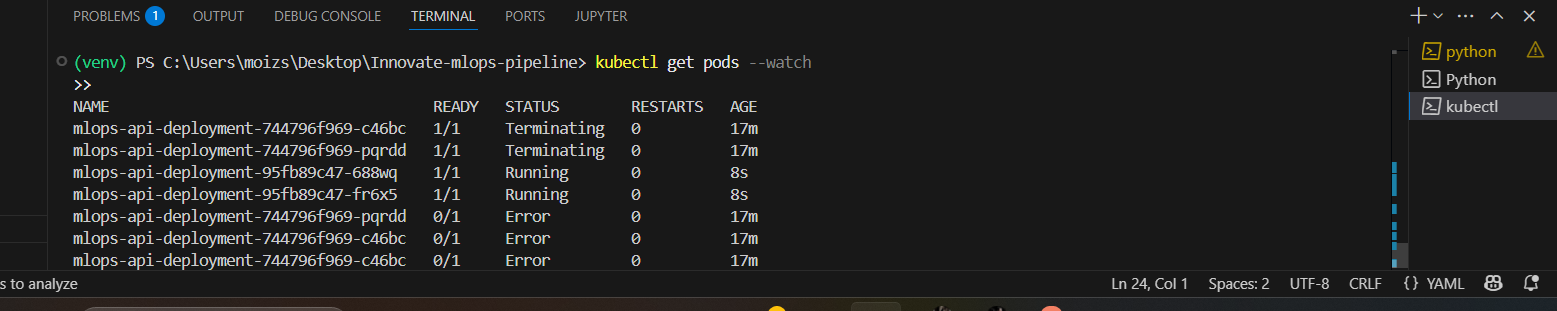 PROBLEMS 1 OUTPUT DEBUG CONSOLE TERMINAL PORTS JUPYTER
(venv) PS C:\Users\moizs\Desktop\Innovate-mlops-pipeline> kubectl get pods --watch
>>
NAME READY STATUS RESTARTS AGE
mlops-api-deployment-744796f969-c46bc 1/1 Terminating 0 17m
mlops-api-deployment-744796f969-pqrdd 1/1 Terminating 0 17m
mlops-api-deployment-95fb89c47-688wq 1/1 Running 0 8s
mlops-api-deployment-95fb89c47-fr6x5 1/1 Running 0 8s
mlops-api-deployment-744796f969-pqrdd 0/1 Error 0 17m
mlops-api-deployment-744796f969-c46bc 0/1 Error 0 17m
mlops-api-deployment-744796f969-c46bc 0/1 Error 0 17m
python
Python
kubectl
s to analyze Ln 24, Col 1 Spaces: 2 UTF-8 CRLF {} YAML